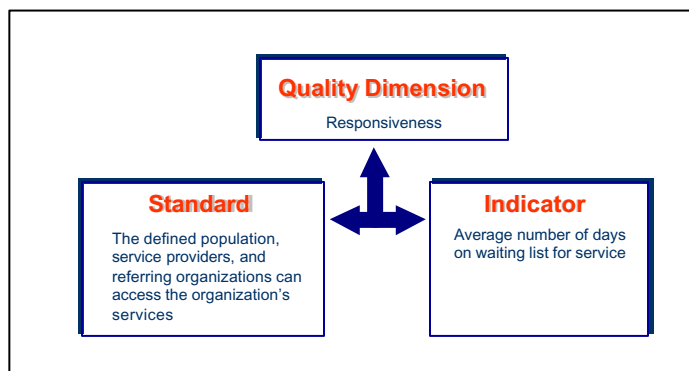 Quality Dimension
Responsiveness
Standard
The defined population,
service providers, and
referring organizations can
access the organization's
services
Indicator
Average number of days
on waiting list for service